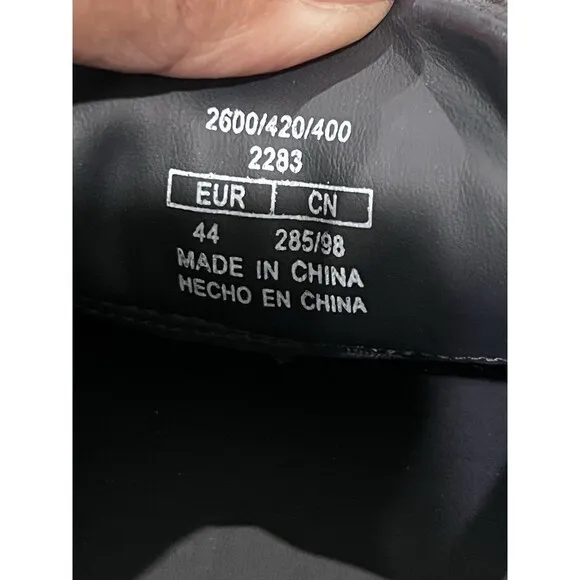 2600/420/400
2283
EUR CN
44 285/98
MADE IN CHINA
HECHO EN CHINA